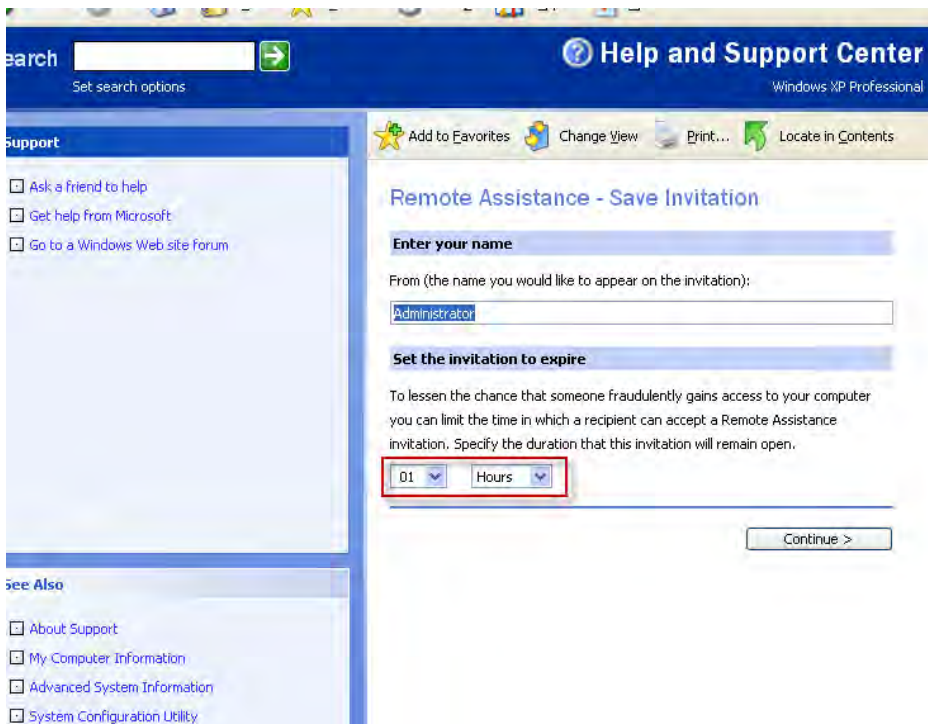 earch
Set search options
Help and Support Center
Windows XP Professional
Support
Add to Favorites Change View Print... Locate in Contents
Ask a friend to help
Get help from Microsoft
Go to a Windows Web site forum
Remote Assistance - Save Invitation
Enter your name
From (the name you would like to appear on the invitation):
Administrator
Set the invitation to expire
To lessen the chance that someone fraudulently gains access to your computer
you can limit the time in which a recipient can accept a Remote Assistance
invitation. Specify the duration that this invitation will remain open.
01 Hours
Continue >
See Also
About Support
My Computer Information
Advanced System Information
System Configuration Utility